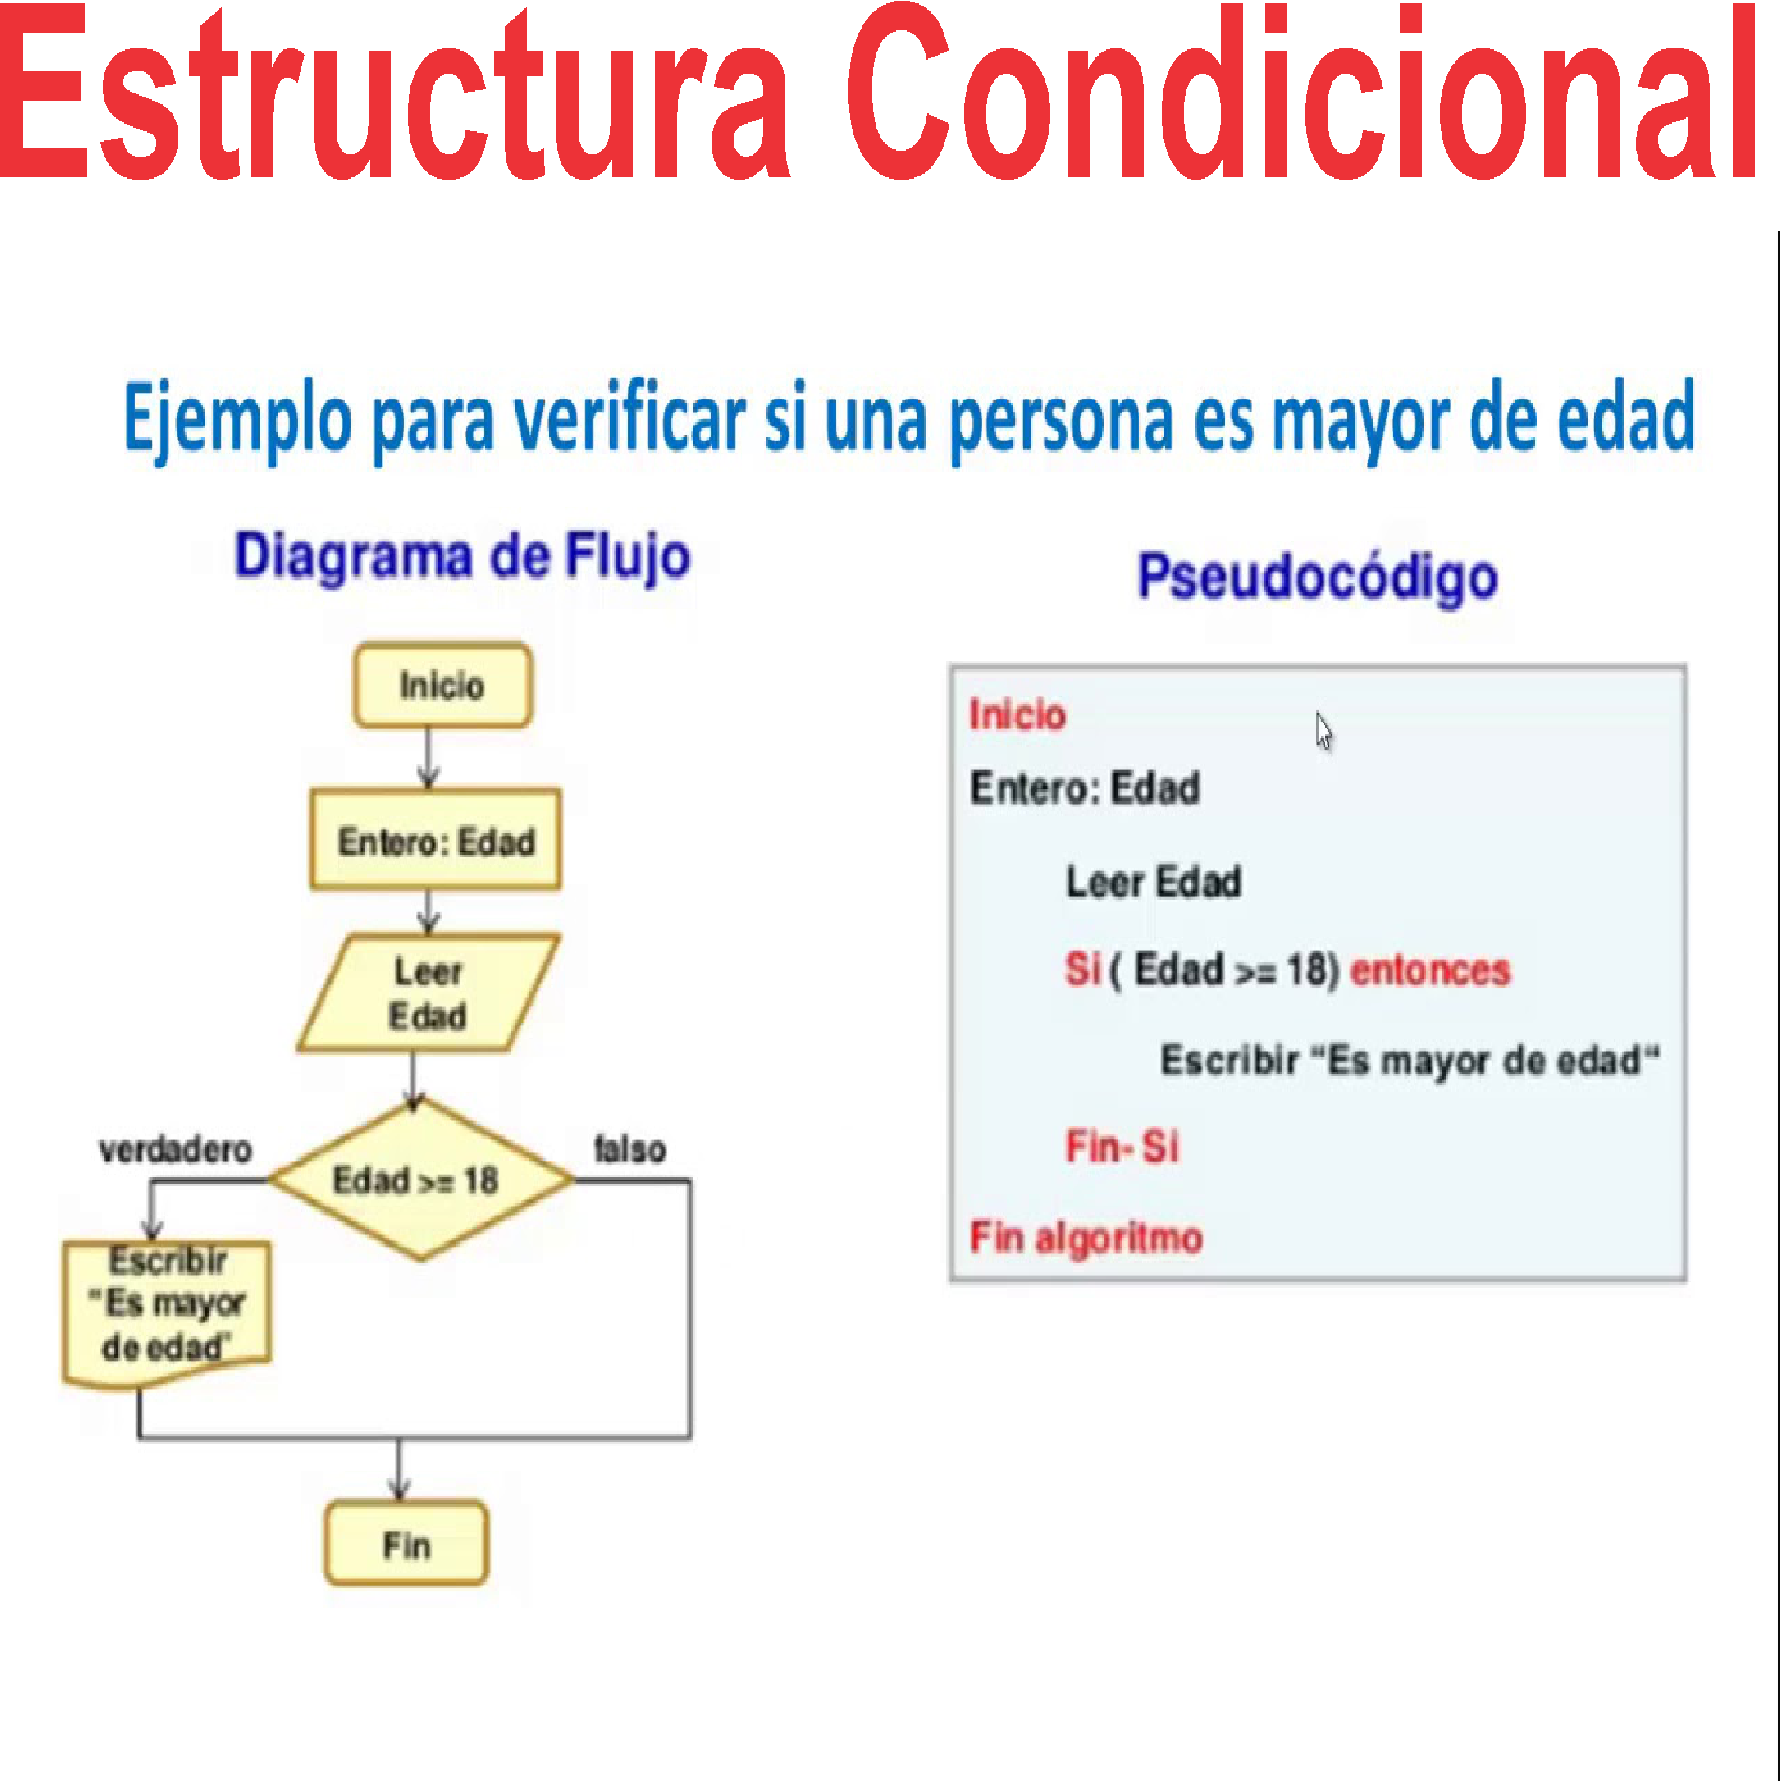 Estructura Condicional
Ejemplo para verificar si una persona es mayor de edad
Diagrama de Flujo
Inicio
Entero: Edad
Leer
Edad
Edad >= 18
verdadero
falso
Escribir
"Es mayor
de edad"
Fin
Pseudocódigo
Inicio
Entero: Edad
Leer Edad
Si ( Edad >= 18) entonces
Escribir "Es mayor de edad"
Fin- Si
Fin algoritmo